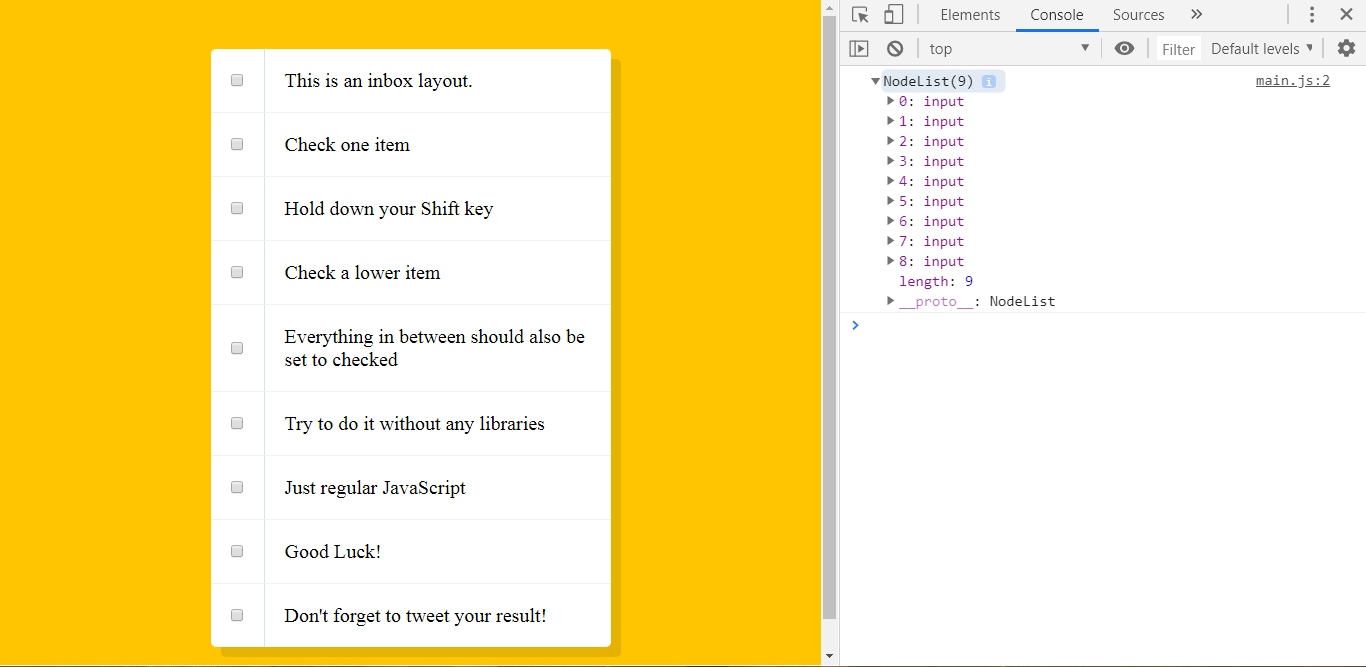 This is an inbox layout.
Check one item
Hold down your Shift key
Check a lower item
Everything in between should also be
set to checked
Try to do it without any libraries
Just regular JavaScript
Good Luck!
Don't forget to tweet your result!
Elements Console Sources »
top Filter Default levels
NodeList(9) i main.js:2
0: input
1: input
2: input
3: input
4: input
5: input
6: input
7: input
8: input
length: 9
__proto__: NodeList